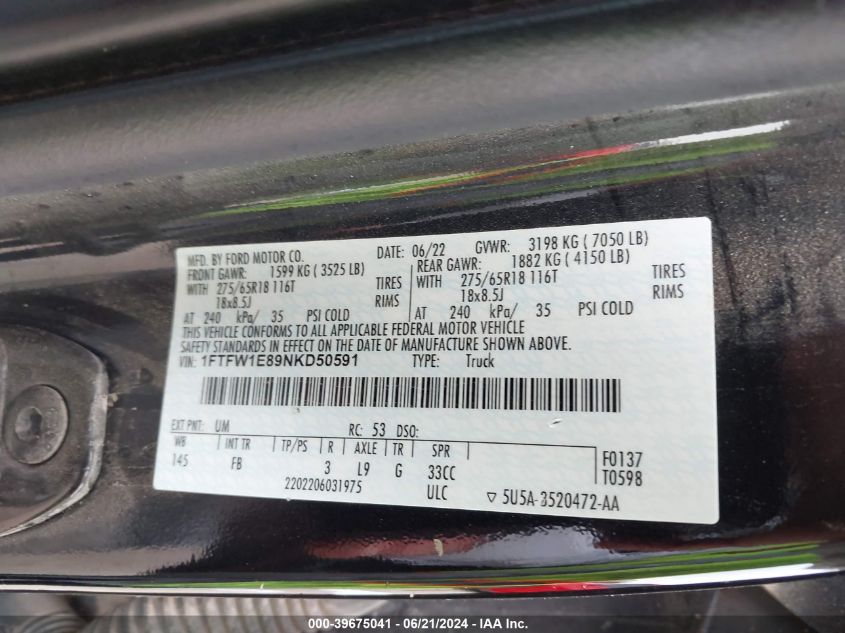 MFD. BY FORD MOTOR CO. DATE: 06/22 GVWR: 3198 KG ( 7050 LB)
FRONT GAWR: 1599 KG ( 3525 LB) REAR GAWR: 1882 KG ( 4150 LB)
WITH 275/65R18 116T TIRES WITH 275/65R18 116T TIRES
18x8.5J RIMS 18x8.5J RIMS
AT 240 kPa/ 35 PSI COLD AT 240 kPa/ 35 PSI COLD
THIS VEHICLE CONFORMS TO ALL APPLICABLE FEDERAL MOTOR VEHICLE
SAFETY STANDARDS IN EFFECT ON THE DATE OF MANUFACTURE SHOWN ABOVE.
VIN: 1FTFW1E89NKD50591 TYPE: Truck
EXT PNT: UM RC: 53 DSO:
WB INT TR TP/PS R AXLE TR SPR F0137
145 FB 3 L9 G 33CC T0598
2202206031975 ULC ▽ 5U5A-3520472-AA
000-39675041 - 06/21/2024 - IAA Inc.